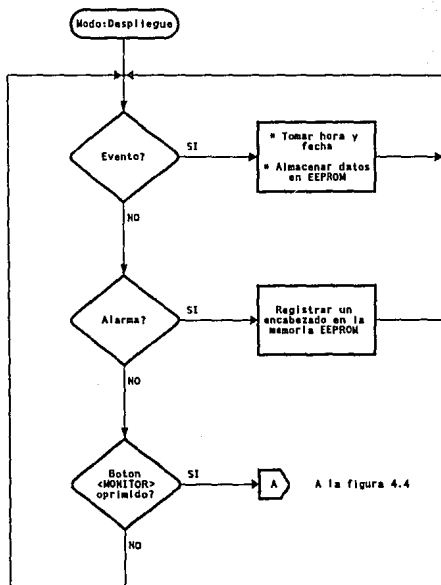 Modo:Despliegue
Evento?
SI
* Tomar hora y
fecha
* Almacenar datos
en EEPROM
NO
Alarma?
SI
Registrar un
encabezado en la
memoria EEPROM
NO
Boton
<MONITOR>
oprimido?
SI
A
A la figura 4.4
NO